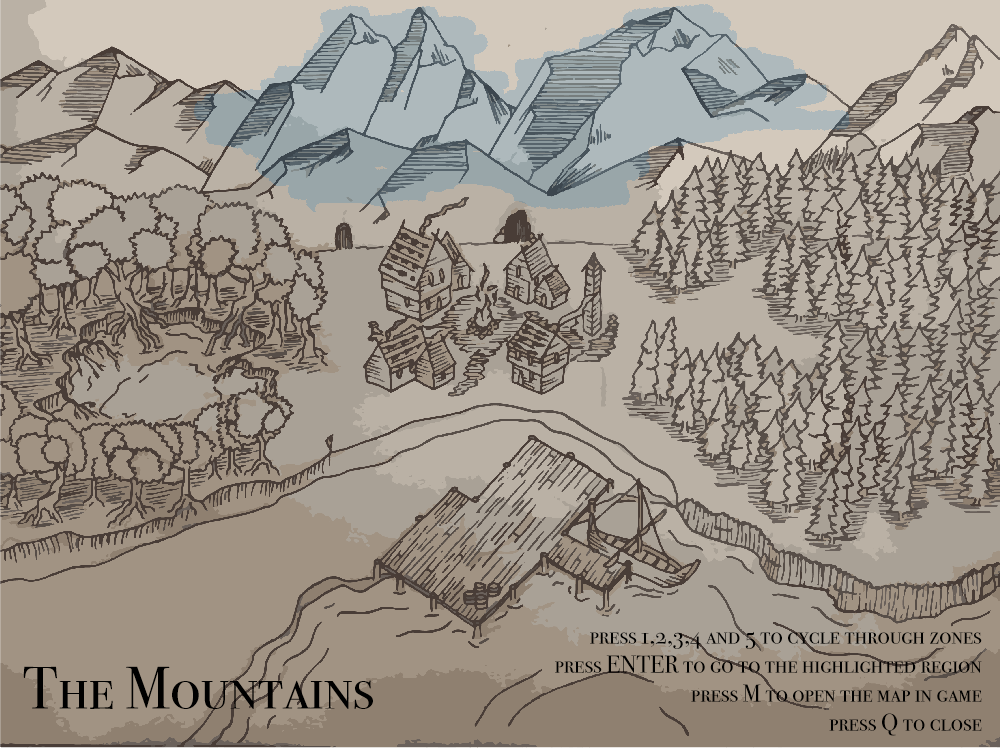 PRESS 1,2,3,4 AND 5 TO CYCLE THROUGH ZONES
PRESS ENTER TO GO TO THE HIGHLIGHTED REGION
PRESS M TO OPEN THE MAP IN GAME
PRESS Q TO CLOSE
THE MOUNTAINS